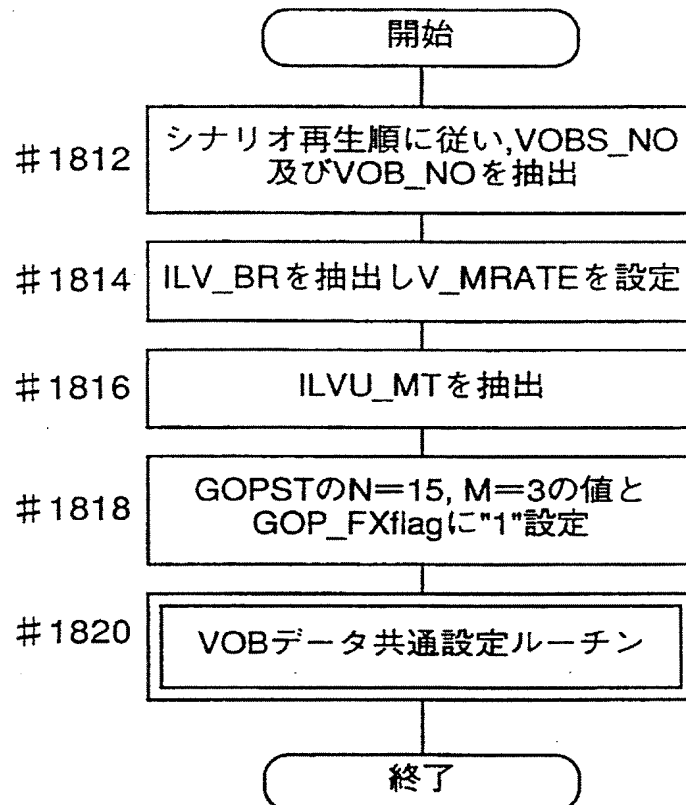 開始
#1812
シナリオ再生順に従い,VOBS_NO
及びVOB_NOを抽出
#1814
ILV_BRを抽出しV_MRATEを設定
#1816
ILVU_MTを抽出
#1818
GOPSTのN=15, M=3の値と
GOP_FXflagに"1"設定
#1820
VOBデータ共通設定ルーチン
終了